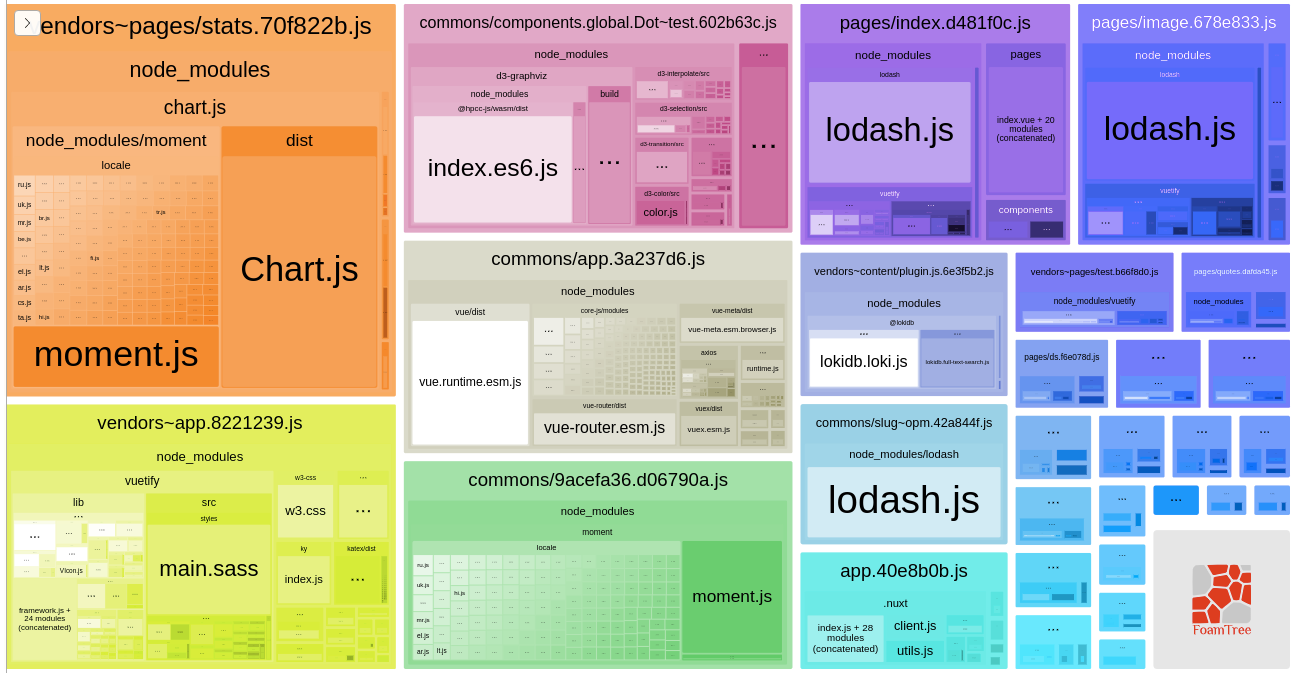 vendors~pages/stats.70f822b.js
node_modules
chart.js
node_modules/moment
locale
ru.js
uk.js
mr.js
br.js
tr.js
be.js
fi.js
el.js
lt.js
ar.js
cs.js
ta.js
hi.js
moment.js
dist
Chart.js
vendors~app.8221239.js
node_modules
vuetify
lib
...
VIcon.js
framework.js +
24 modules
(concatenated)
src
styles
main.sass
w3-css
w3.css
ky
index.js
katex/dist
commons/components.global.Dot~test.602b63c.js
node_modules
d3-graphviz
node_modules
@hpcc-js/wasm/dist
index.es6.js
build
...
d3-interpolate/src
d3-selection/src
d3-transition/src
d3-color/src
color.js
...
commons/app.3a237d6.js
node_modules
vue/dist
vue.runtime.esm.js
core-js/modules
vue-router/dist
vue-router.esm.js
vue-meta/dist
vue-meta.esm.browser.js
axios
runtime.js
vuex/dist
vuex.esm.js
commons/9acefa36.d06790a.js
node_modules
moment
locale
ru.js
uk.js
hi.js
mr.js
el.js
ar.js
lt.js
moment.js
pages/index.d481f0c.js
node_modules
lodash
lodash.js
vuetify
pages
index.vue + 20
modules
(concatenated)
components
pages/image.678e833.js
node_modules
lodash
lodash.js
vuetify
vendors~content/plugin.js.6e3f5b2.js
node_modules
@lokidb
lokidb.loki.js
lokidb.full-text-search.js
commons/slug~opm.42a844f.js
node_modules/lodash
lodash.js
app.40e8b0b.js
.nuxt
index.js + 28
modules
(concatenated)
client.js
utils.js
vendors~pages/test.b66f8d0.js
node_modules/vuetify
pages/quotes.dafda45.js
node_modules
pages/ds.f6e078d.js
FoamTree